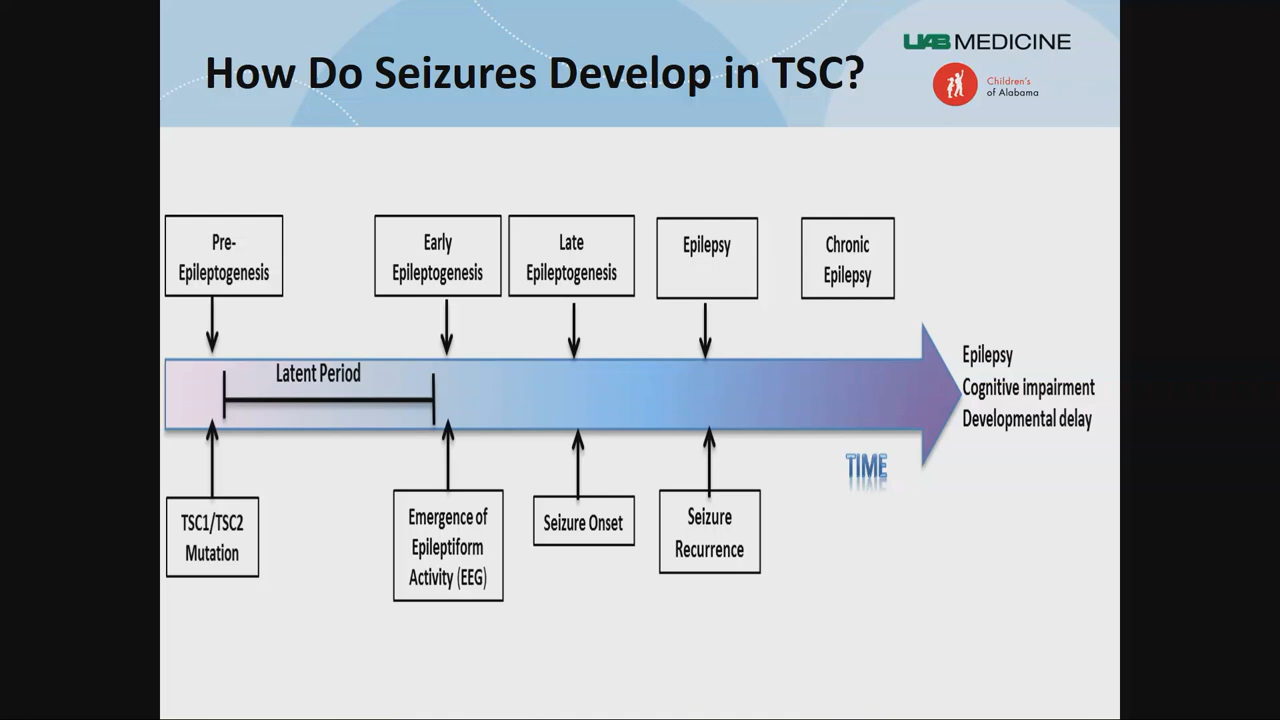 How Do Seizures Develop in TSC?
UAB MEDICINE
Children's
of Alabama
Pre-
Epileptogenesis
Early
Epileptogenesis
Late
Epileptogenesis
Epilepsy
Chronic
Epilepsy
Latent Period
Epilepsy
Cognitive impairment
Developmental delay
TIME
TSC1/TSC2
Mutation
Emergence of
Epileptiform
Activity (EEG)
Seizure Onset
Seizure
Recurrence